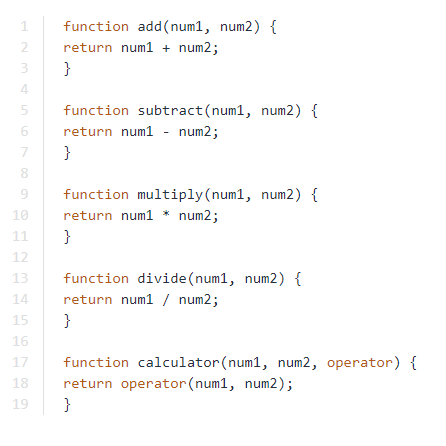 1 function add(num1, num2) {
2 return num1 + num2;
3 }
4
5 function subtract(num1, num2) {
6 return num1 - num2;
7 }
8
9 function multiply(num1, num2) {
10 return num1 * num2;
11 }
12
13 function divide(num1, num2) {
14 return num1 / num2;
15 }
16
17 function calculator(num1, num2, operator) {
18 return operator(num1, num2);
19 }